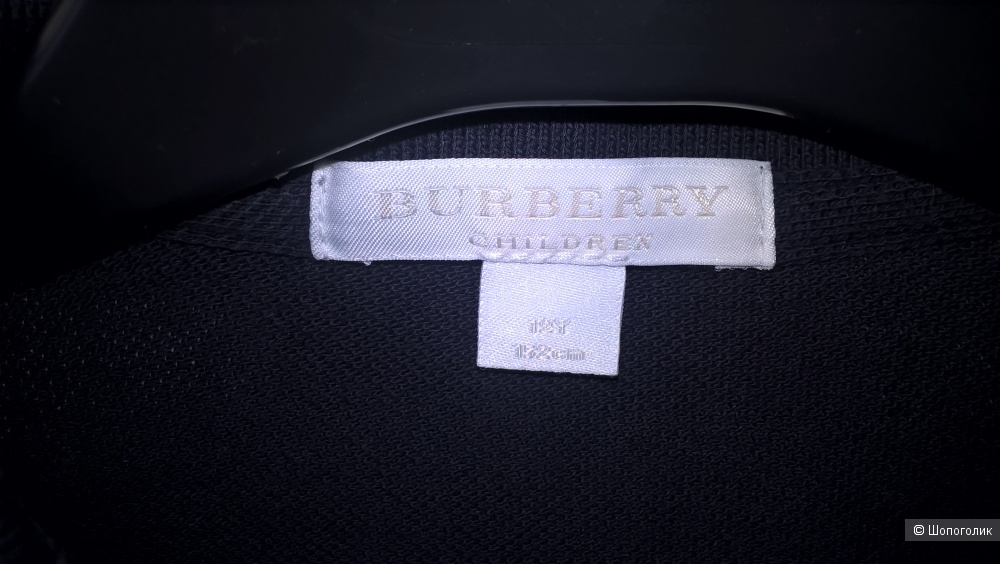 BURBERRY
CHILDREN
12Y
152cm
© Шопоголик